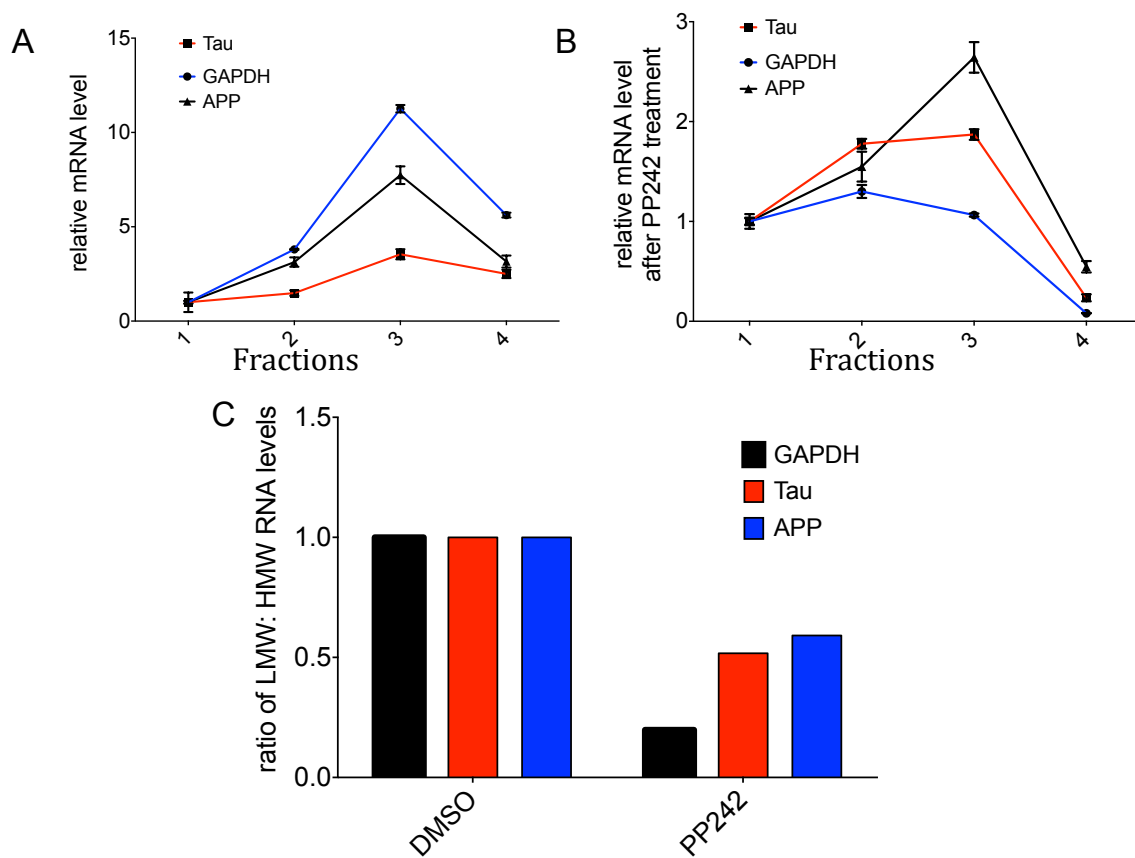 A
relative mRNA level
15
10
5
0
Tau
GAPDH
APP
1
2
3
4
Fractions
B
relative mRNA level
after PP242 treatment
3
2
1
0
Tau
GAPDH
APP
1
2
3
4
Fractions
C
ratio of LMW: HMW RNA levels
1.5
1.0
0.5
0.0
GAPDH
Tau
APP
DMSO
PP242